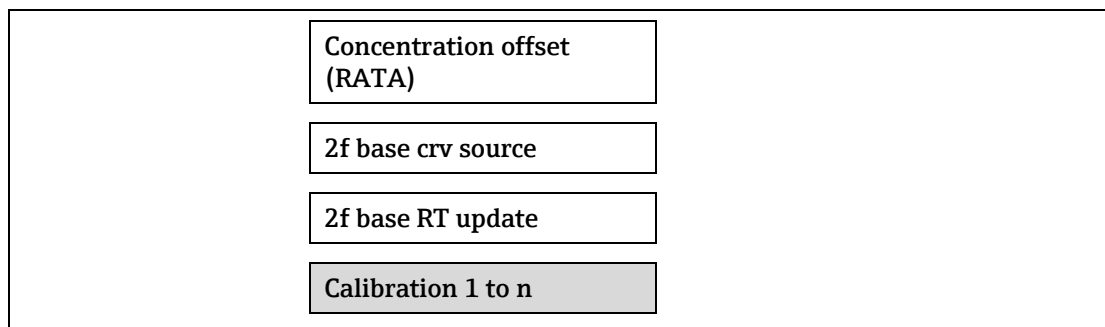 Concentration offset
(RATA)
2f base crv source
2f base RT update
Calibration 1 to n